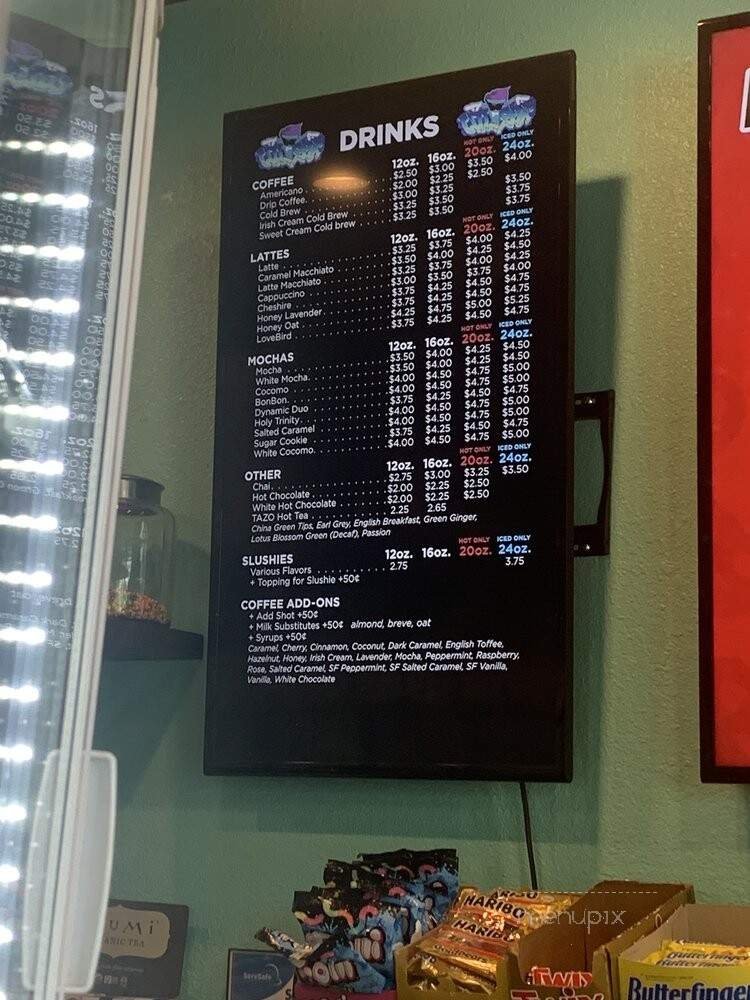 DRINKS
HOT ONLY ICED ONLY
COFFEE 12oz. 16oz. 20oz. 24oz.
Americano $2.50 $3.00 $3.50 $4.00
Drip Coffee $2.00 $2.25 $2.50
Cold Brew $3.00 $3.25 $3.50
Irish Cream Cold Brew $3.25 $3.50 $3.75
Sweet Cream Cold brew $3.25 $3.50 $3.75
HOT ONLY ICED ONLY
LATTES 12oz. 16oz. 20oz. 24oz.
Latte $3.25 $3.75 $4.00 $4.25
Caramel Macchiato $3.50 $4.00 $4.25 $4.50
Latte Macchiato $3.25 $3.75 $4.00 $4.25
Cappuccino $3.00 $3.50 $3.75 $4.00
Cheshire $3.75 $4.25 $4.50 $4.75
Honey Lavender $3.75 $4.25 $4.50 $4.75
Honey Oat $4.25 $4.75 $5.00 $5.25
LoveBird $3.75 $4.25 $4.50 $4.75
HOT ONLY ICED ONLY
MOCHAS 12oz. 16oz. 20oz. 24oz.
Mocha $3.50 $4.00 $4.25 $4.50
White Mocha $3.50 $4.00 $4.25 $4.50
Cocomo $4.00 $4.50 $4.75 $5.00
BonBon $4.00 $4.50 $4.75 $5.00
Dynamic Duo $3.75 $4.25 $4.50 $4.75
Holy Trinity $4.00 $4.50 $4.75 $5.00
Salted Caramel $4.00 $4.50 $4.75 $5.00
Sugar Cookie $3.75 $4.25 $4.50 $4.75
White Cocomo $4.00 $4.50 $4.75 $5.00
HOT ONLY ICED ONLY
OTHER 12oz. 16oz. 20oz. 24oz.
Chai $2.75 $3.00 $3.25 $3.50
Hot Chocolate $2.00 $2.25 $2.50
White Hot Chocolate $2.00 $2.25 $2.50
TAZO Hot Tea 2.25 2.65
China Green Tips, Earl Grey, English Breakfast, Green Ginger,
Lotus Blossom Green (Decaf), Passion
HOT ONLY ICED ONLY
SLUSHIES 12oz. 16oz. 20oz. 24oz.
Various Flavors 2.75 3.75
+ Topping for Slushie +50¢
COFFEE ADD-ONS
+ Add Shot +50¢
+ Milk Substitutes +50¢ almond, breve, oat
+ Syrups +50¢
Caramel, Cherry, Cinnamon, Coconut, Dark Caramel, English Toffee,
Hazelnut, Honey, Irish Cream, Lavender, Mocha, Peppermint, Raspberry,
Rose, Salted Caramel, SF Peppermint, SF Salted Caramel, SF Vanilla,
Vanilla, White Chocolate
HARIBO
HARIBO
menupix
ServSafe
TWIX
Butterfinger
Butterfinger